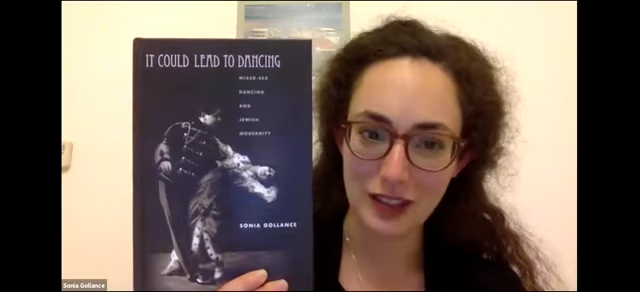 IT COULD LEAD TO DANCING
MIXED-SEX
DANCING
AND
JEWISH
MODERNITY
SONIA GOLLANCE
Sonia Gollance